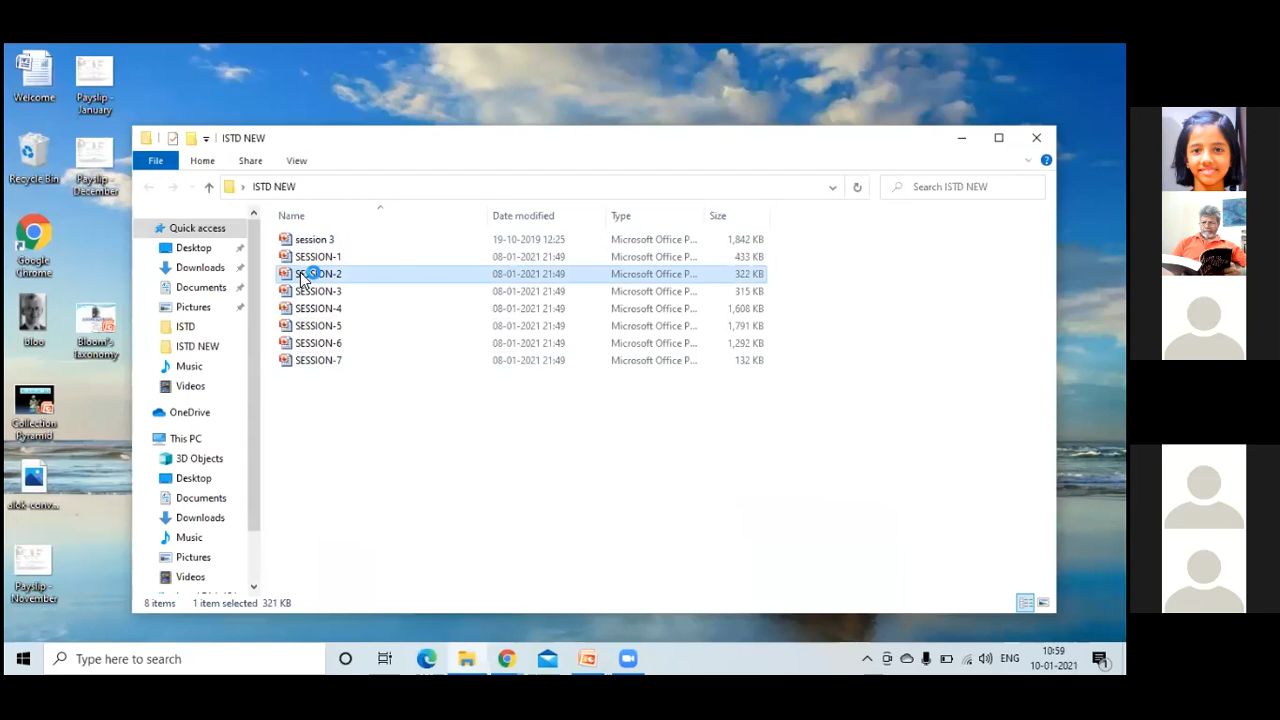 Welcome
Payslip -
January
Recycle Bin
Payslip -
December
Google
Chrome
Bloo
Bloom's
Taxonomy
Collection
Pyramid
alok-conv...
Payslip -
November
ISTD NEW
File Home Share View
ISTD NEW
Search ISTD NEW
Name Date modified Type Size
session 3 19-10-2019 12:25 Microsoft Office P... 1,842 KB
SESSION-1 08-01-2021 21:49 Microsoft Office P... 433 KB
SESSION-2 08-01-2021 21:49 Microsoft Office P... 322 KB
SESSION-3 08-01-2021 21:49 Microsoft Office P... 315 KB
SESSION-4 08-01-2021 21:49 Microsoft Office P... 1,608 KB
SESSION-5 08-01-2021 21:49 Microsoft Office P... 1,791 KB
SESSION-6 08-01-2021 21:49 Microsoft Office P... 1,292 KB
SESSION-7 08-01-2021 21:49 Microsoft Office P... 132 KB
Quick access
Desktop
Downloads
Documents
Pictures
ISTD
ISTD NEW
Music
Videos
OneDrive
This PC
3D Objects
Desktop
Documents
Downloads
Music
Pictures
Videos
8 items 1 item selected 321 KB
Type here to search
ENG
10:59
10-01-2021
1